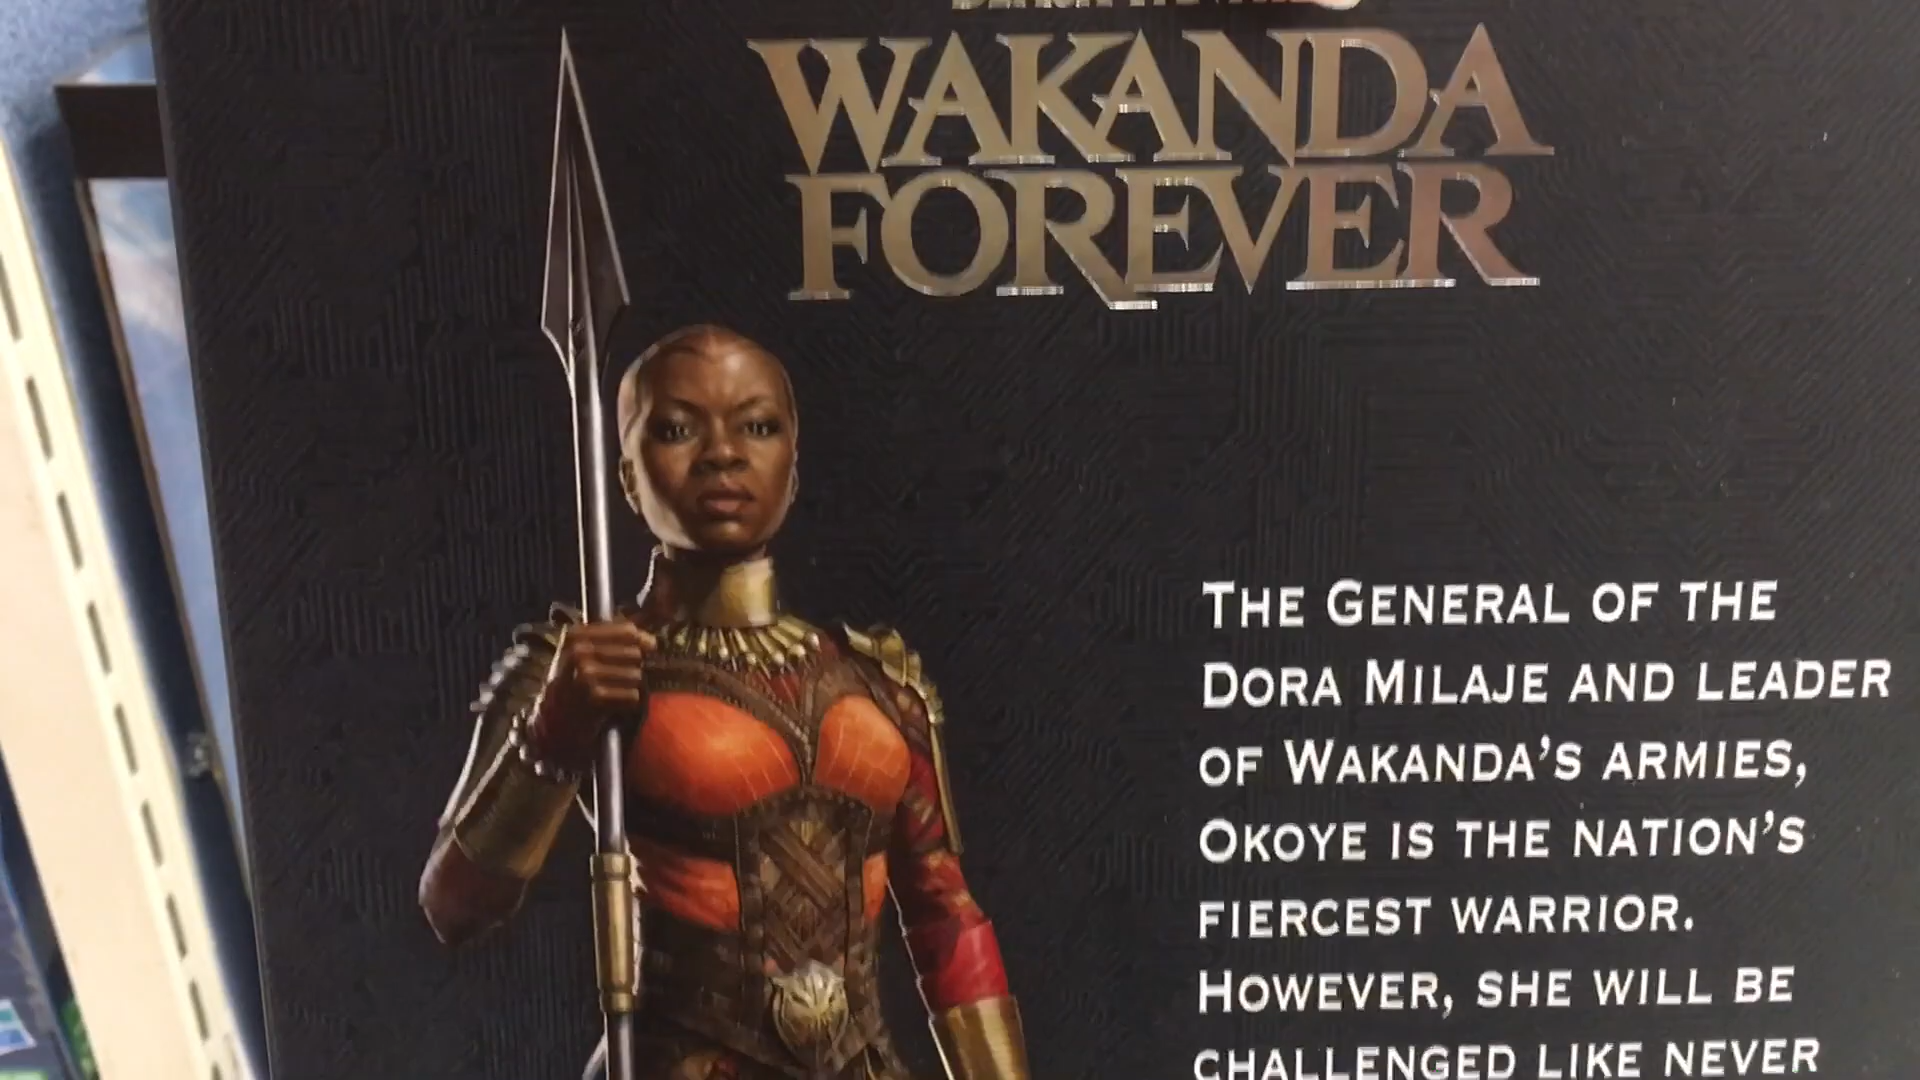 WAKANDA
FOREVER
THE GENERAL OF THE
DORA MILAJE AND LEADER
OF WAKANDA'S ARMIES,
OKOYE IS THE NATION'S
FIERCEST WARRIOR.
HOWEVER, SHE WILL BE
CHALLENGED LIKE NEVER